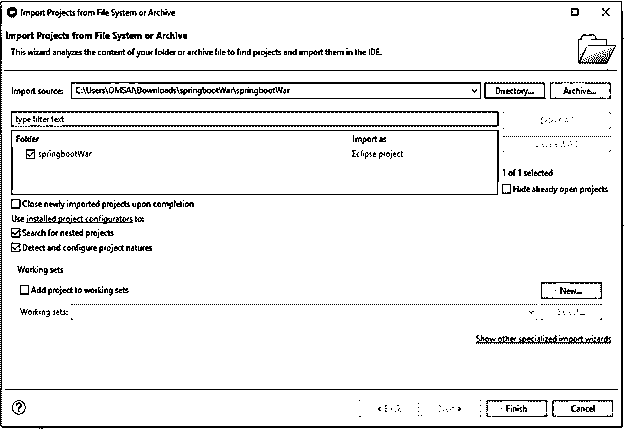 Import Projects from File System or Archive
Import Projects from File System or Archive
This wizard analyzes the content of your folder or archive file to find projects and import them in the IDE.
Import source: C:\Users\OMSAI\Downloads\springbootWar\springbootWar Directory... Archive...
type filter text
Folder Import as
springbootWar Eclipse project
1 of 1 selected
Hide already open projects
Close newly imported projects upon completion
Use installed project configurators to:
Search for nested projects
Detect and configure project natures
Working sets
Add project to working sets New...
Working sets:
Show other specialized import wizards
Finish Cancel